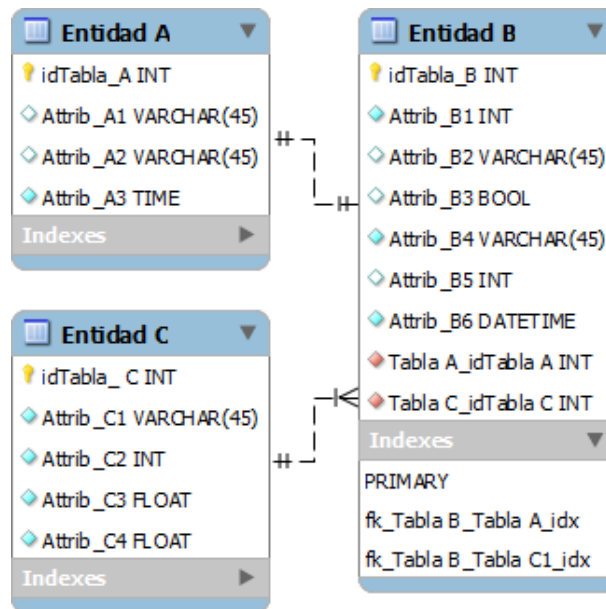 Entidad A
idTabla_A INT
Attrib_A1 VARCHAR(45)
Attrib_A2 VARCHAR(45)
Attrib_A3 TIME
Indexes
Entidad B
idTabla_B INT
Attrib_B1 INT
Attrib_B2 VARCHAR(45)
Attrib_B3 BOOL
Attrib_B4 VARCHAR(45)
Attrib_B5 INT
Attrib_B6 DATETIME
Tabla A_idTabla A INT
Tabla C_idTabla C INT
Indexes
PRIMARY
fk_Tabla B_Tabla A_idx
fk_Tabla B_Tabla C1_idx
Entidad C
idTabla_ C INT
Attrib_C1 VARCHAR(45)
Attrib_C2 INT
Attrib_C3 FLOAT
Attrib_C4 FLOAT
Indexes